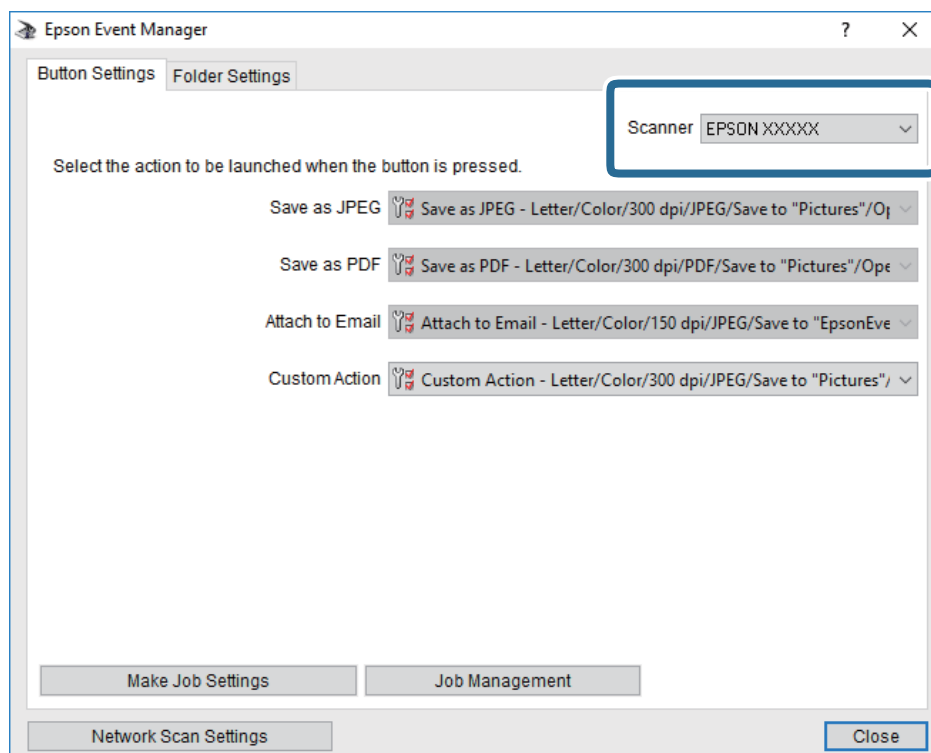 Epson Event Manager
Button Settings Folder Settings
Scanner EPSON XXXXX
Select the action to be launched when the button is pressed.
Save as JPEG Save as JPEG - Letter/Color/300 dpi/JPEG/Save to "Pictures"/Op
Save as PDF Save as PDF - Letter/Color/300 dpi/PDF/Save to "Pictures"/Ope
Attach to Email Attach to Email - Letter/Color/150 dpi/JPEG/Save to "EpsonEve
Custom Action Custom Action - Letter/Color/300 dpi/JPEG/Save to "Pictures"/
Make Job Settings Job Management
Network Scan Settings Close